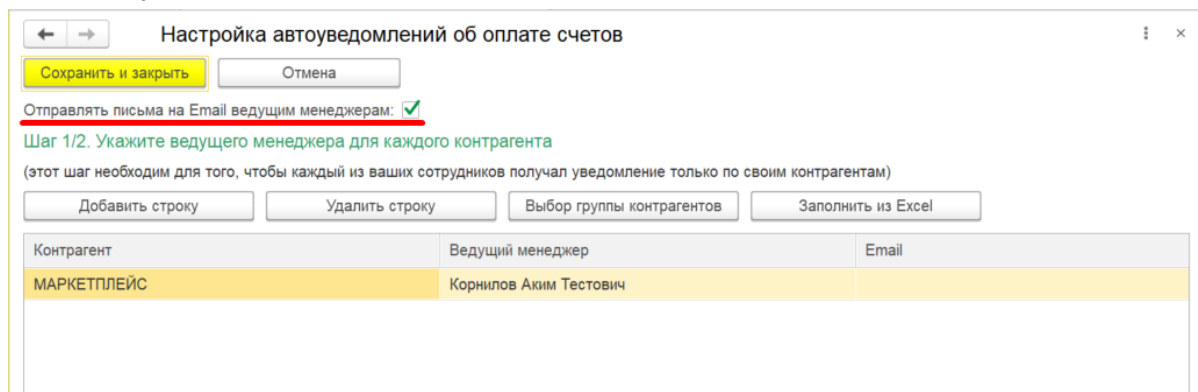 Настройка автоуведомлений об оплате счетов
Сохранить и закрыть Отмена
Отправлять письма на Email ведущим менеджерам:
Шаг 1/2. Укажите ведущего менеджера для каждого контрагента
(этот шаг необходим для того, чтобы каждый из ваших сотрудников получал уведомление только по своим контрагентам)
Добавить строку Удалить строку Выбор группы контрагентов Заполнить из Excel
Контрагент Ведущий менеджер Email
МАРКЕТПЛЕЙС Корнилов Аким Тестович